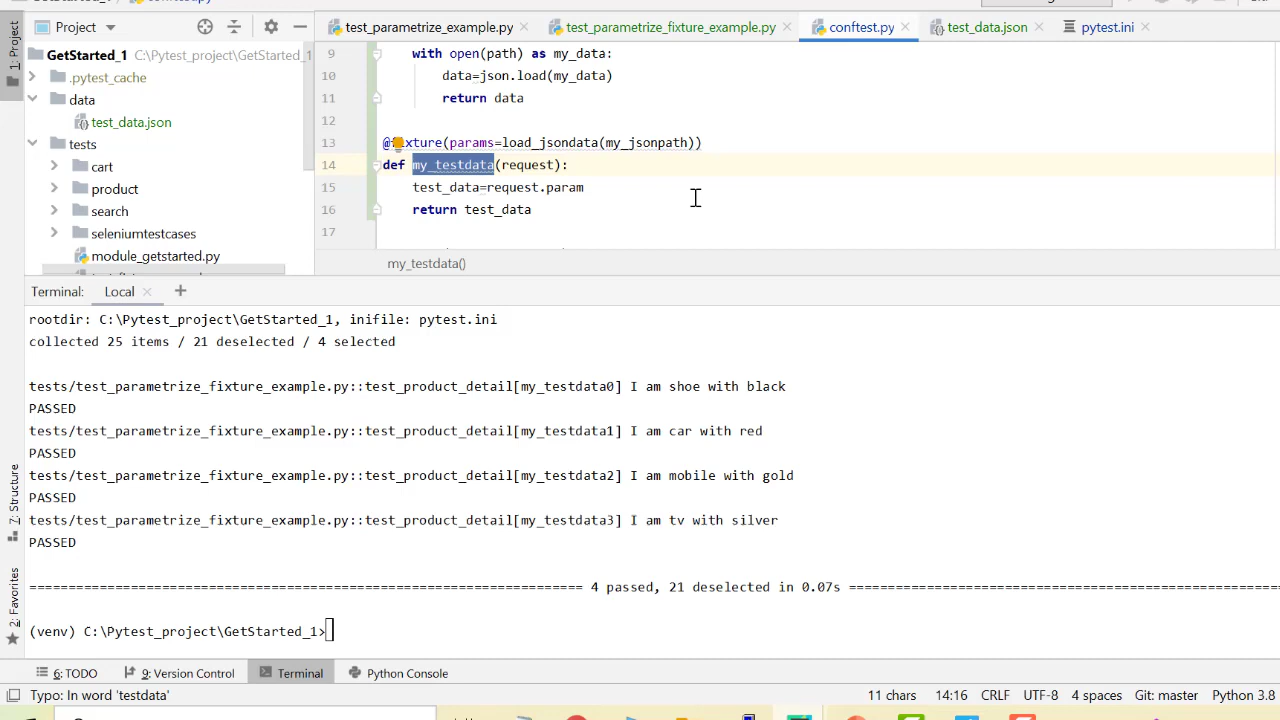 Project
test_parametrize_example.py
test_parametrize_fixture_example.py
conftest.py
test_data.json
pytest.ini
1: Project
GetStarted_1 C:\Pytest_project\GetStarted_1
.pytest_cache
data
test_data.json
tests
cart
product
search
seleniumtestcases
module_getstarted.py
9 with open(path) as my_data:
10 data=json.load(my_data)
11 return data
12
13 @fixture(params=load_jsondata(my_jsonpath))
14 def my_testdata(request):
15 test_data=request.param
16 return test_data
17
my_testdata()
Terminal: Local
rootdir: C:\Pytest_project\GetStarted_1, inifile: pytest.ini
collected 25 items / 21 deselected / 4 selected
tests/test_parametrize_fixture_example.py::test_product_detail[my_testdata0] I am shoe with black
PASSED
tests/test_parametrize_fixture_example.py::test_product_detail[my_testdata1] I am car with red
PASSED
tests/test_parametrize_fixture_example.py::test_product_detail[my_testdata2] I am mobile with gold
PASSED
tests/test_parametrize_fixture_example.py::test_product_detail[my_testdata3] I am tv with silver
PASSED
4 passed, 21 deselected in 0.07s
(venv) C:\Pytest_project\GetStarted_1>
7: Structure
2: Favorites
6: TODO
9: Version Control
Terminal
Python Console
Typo: In word 'testdata'
11 chars 14:16 CRLF UTF-8 4 spaces Git: master Python 3.8